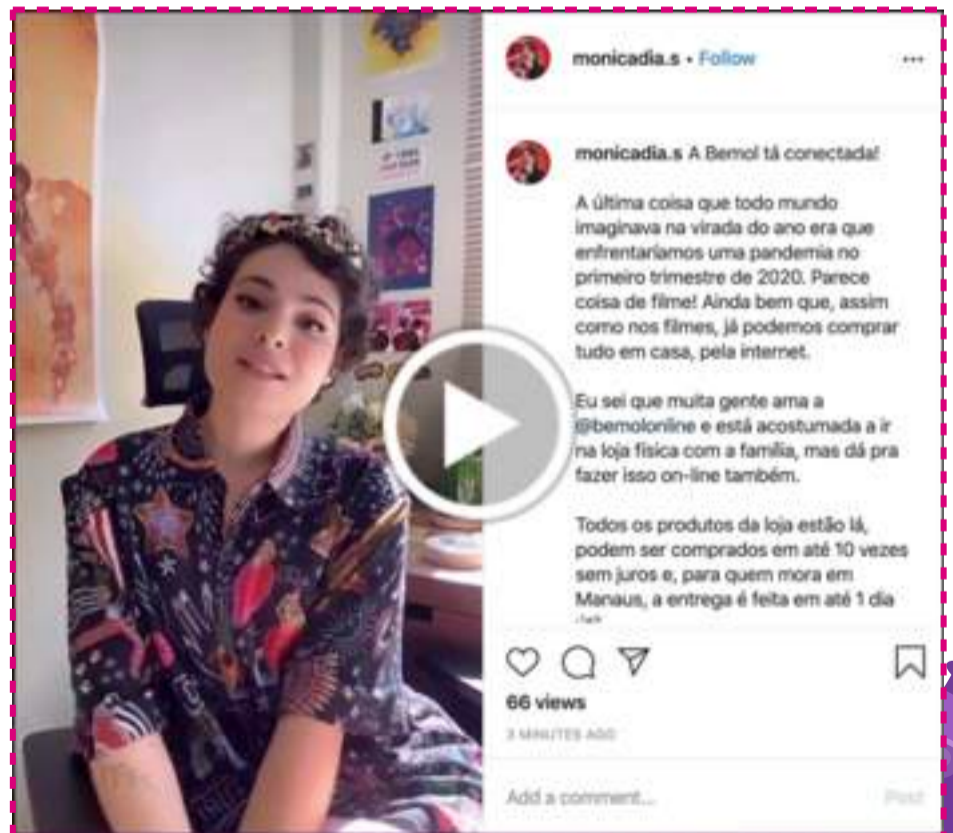 monicadia.s • Follow
monicadia.s A Bemol tá conectada!
A última coisa que todo mundo
imaginava na virada do ano era que
enfrentaríamos uma pandemia no
primeiro trimestre de 2020. Parece
coisa de filme! Ainda bem que, assim
como nos filmes, já podemos comprar
tudo em casa, pela internet.
Eu sei que muita gente ama a
@bemolonline e está acostumada a ir
na loja física com a família, mas dá pra
fazer isso on-line também.
Todos os produtos da loja estão lá,
podem ser comprados em até 10 vezes
sem juros e, para quem mora em
Manaus, a entrega é feita em até 1 dia
66 views
3 MINUTES AGO
Add a comment...
Post